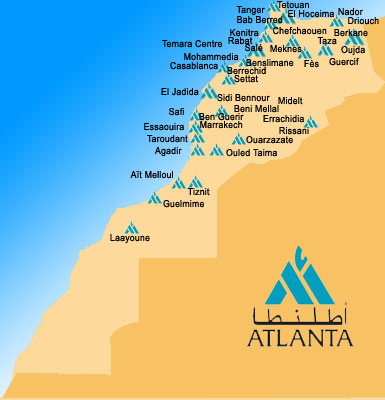 Tetouan
Tanger
El Hoceima
Nador
Bab Berred
Driouch
Chefchaouen
Kenitra
Berkane
Rabat
Temara Centre
Salé
Meknès
Taza
Oujda
Mohammedia
Benslimane
Fès
Guercif
Casablanca
Berrechid
Settat
El Jadida
Sidi Bennour
Midelt
Beni Mellal
Safi
Ben Guerir
Errachidia
Essaouira
Marrakech
Rissani
Taroudant
Ouarzazate
Agadir
Ouled Taima
Aït Melloul
Tiznit
Guelmime
Laayoune
أطلنطا
ATLANTA